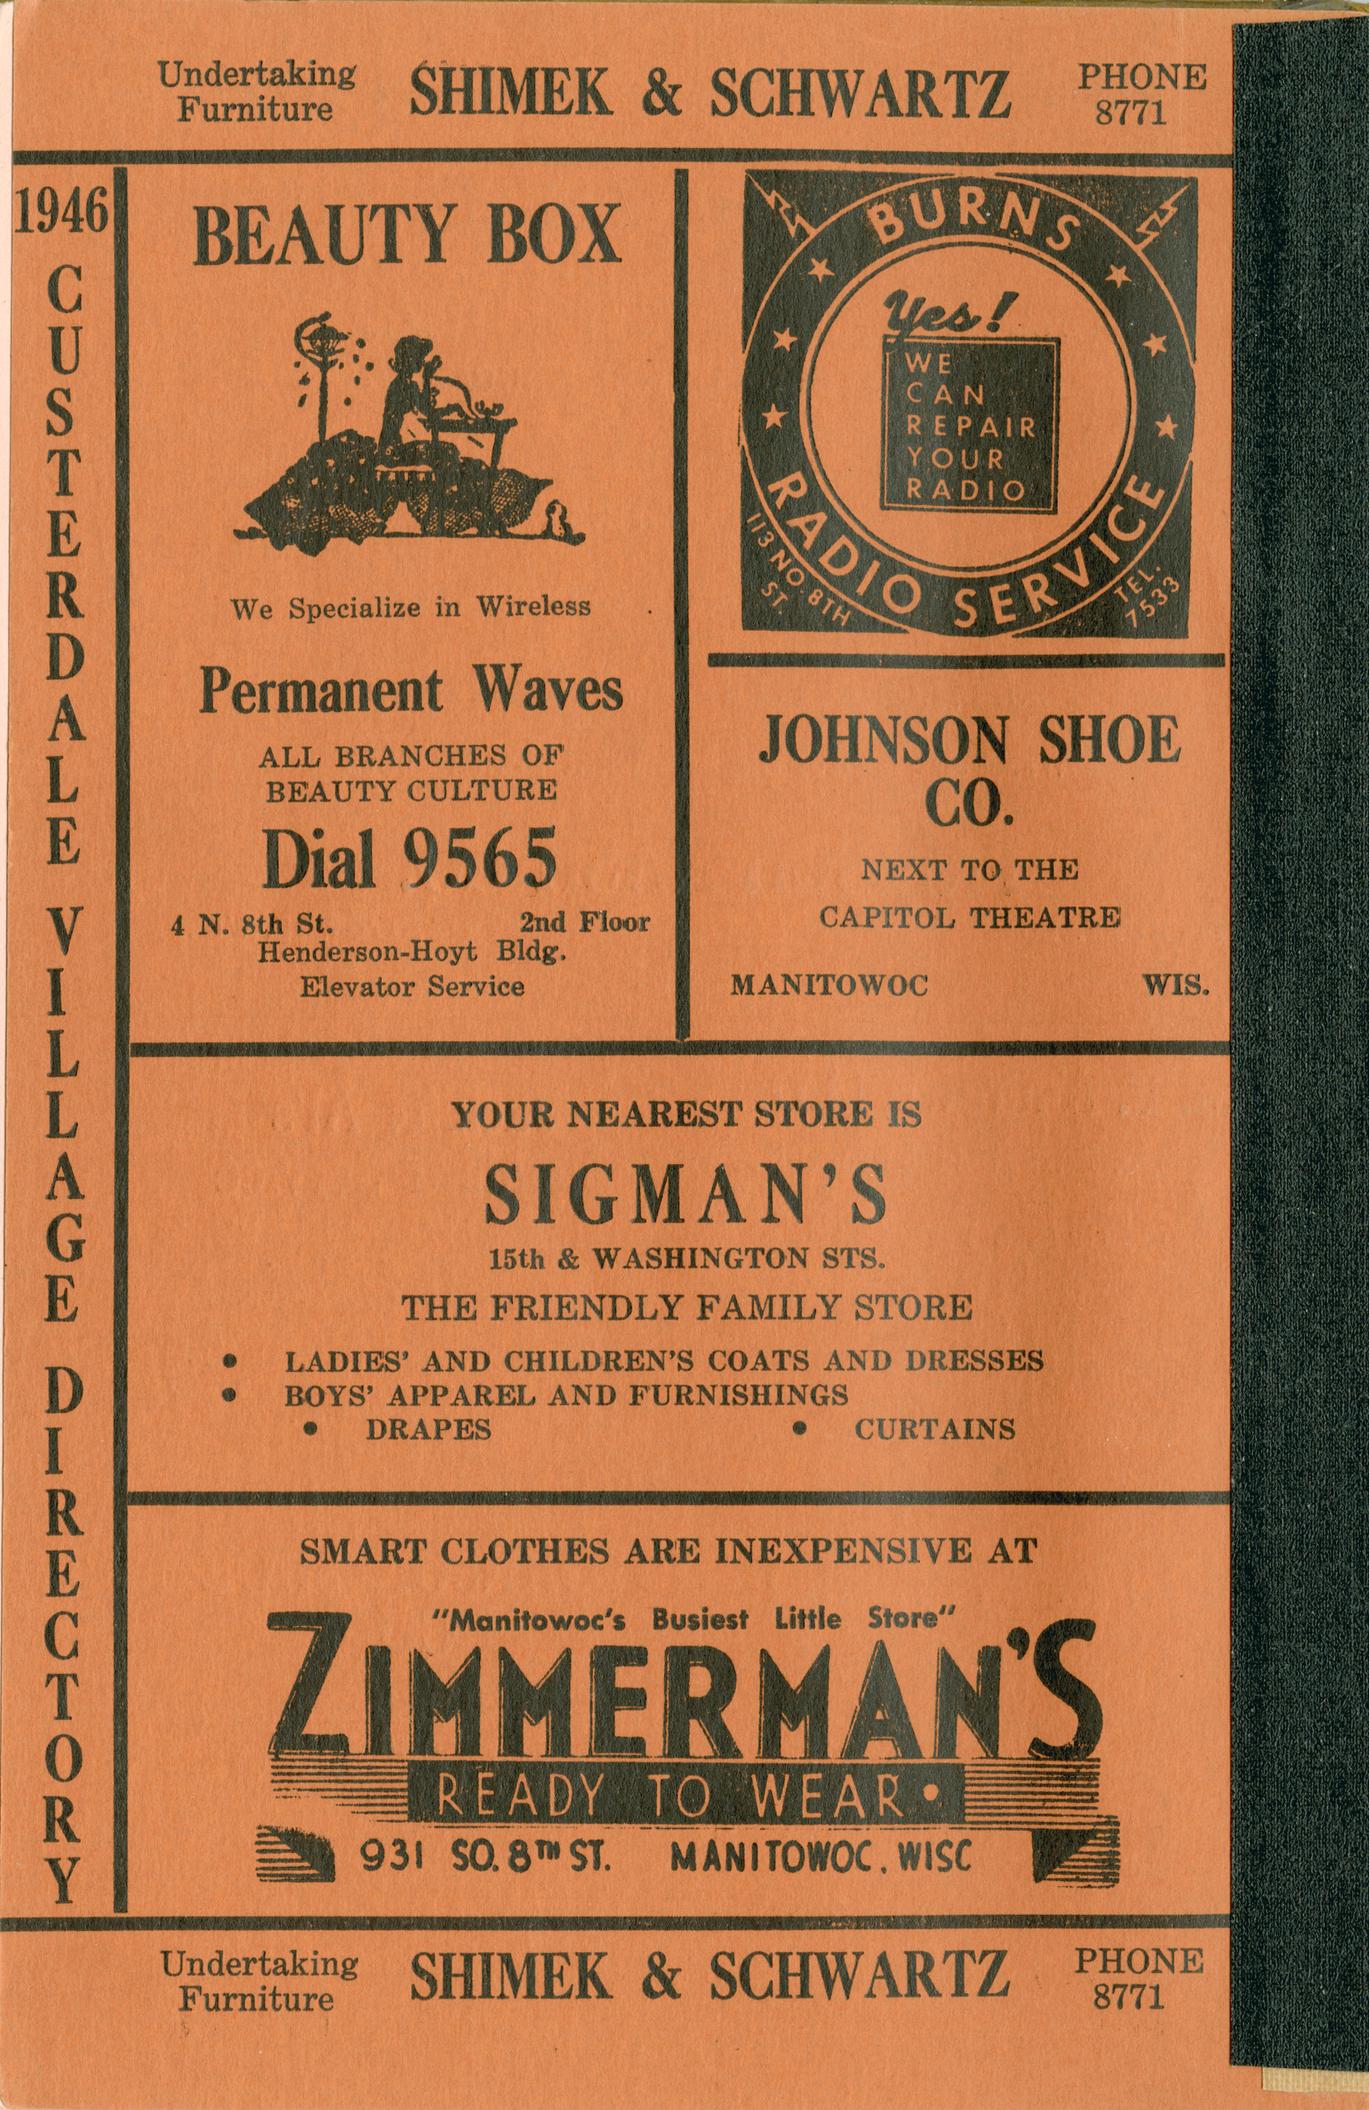 Undertaking
Furniture
SHIMEK & SCHWARTZ
PHONE
8771
1946
CUSTERDALE VILLAGE DIRECTORY
BEAUTY BOX
We Specialize in Wireless
Permanent Waves
ALL BRANCHES OF
BEAUTY CULTURE
Dial 9565
4 N. 8th St. 2nd Floor
Henderson-Hoyt Bldg.
Elevator Service
BURNS
Yes!
WE
CAN
REPAIR
YOUR
RADIO
RADIO SERVICE
113 NO. 8TH
ST.
TEL.
7533
JOHNSON SHOE
CO.
NEXT TO THE
CAPITOL THEATRE
MANITOWOC WIS.
YOUR NEAREST STORE IS
SIGMAN'S
15th & WASHINGTON STS.
THE FRIENDLY FAMILY STORE
• LADIES' AND CHILDREN'S COATS AND DRESSES
• BOYS' APPAREL AND FURNISHINGS
• DRAPES • CURTAINS
SMART CLOTHES ARE INEXPENSIVE AT
"Manitowoc's Busiest Little Store"
ZIMMERMAN'S
READY TO WEAR •
931 SO. 8TH ST. MANITOWOC, WISC
Undertaking
Furniture
SHIMEK & SCHWARTZ
PHONE
8771